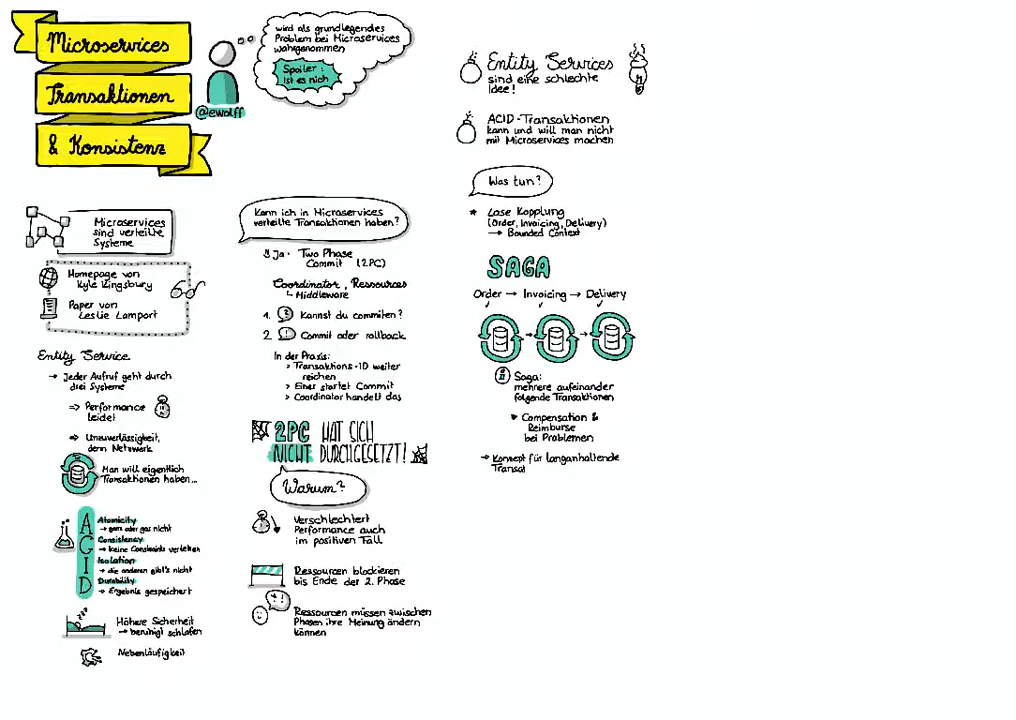 Microservices
Transaktionen
& Konsistenz
@ewolff
wird als grundlegendes
Problem bei Microservices
wahrgenommen
Spoiler:
ist es nich
Microservices
sind verteilte
Systeme
Homepage von
Kyle Kingsbury
Paper von
Leslie Lamport
Entity Service
→ Jeder Aufruf geht durch
drei Systeme
⇒ Performance
leidet
⇒ Unzuverlässigkeit,
denn Netzwerk
Man will eigentlich
Transaktionen haben...
ACID
Atomicity
→ ganz oder gar nicht
Consistency
→ keine Constraints verletzen
Isolation
→ die anderen gibt's nicht
Durability
→ Ergebnis gespeichert
zzz
Höhere Sicherheit
→ beruhigt schlafen
Nebenläufigkeit
Kann ich in Microservices
verteilte Transaktionen haben?
Ja: Two Phase
Commit (2PC)
Coordinator, Ressources
Middleware
1. ? Kannst du commiten?
2. ! Commit oder rollback
In der Praxis:
> Transaktions-ID weiter
reichen
> Einer startet Commit
> Coordinator handelt das
2PC HAT SICH
NICHT DURCHGESETZT!
Warum?
Verschlechtert
Performance auch
im positiven Fall
Ressourcen blockieren
bis Ende der 2. Phase
Ressourcen müssen zwischen
Phasen ihre Meinung ändern
können
Entity Services
sind eine schlechte
Idee!
ACID-Transaktionen
kann und will man nicht
mit Microservices machen
Was tun?
* Lose Kopplung
(Order, Invoicing, Delivery)
→ Bounded Context
SAGA
Order → Invoicing → Delivery
Saga:
mehrere aufeinander
folgende Transaktionen
Compensation &
Reimburse
bei Problemen
→ Konzept für langanhaltende
Transat